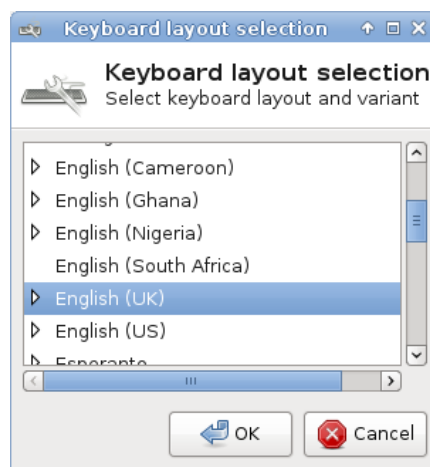 Keyboard layout selection
Keyboard layout selection
Select keyboard layout and variant
English (Cameroon)
English (Ghana)
English (Nigeria)
English (South Africa)
English (UK)
English (US)
Esperanto
OK
Cancel